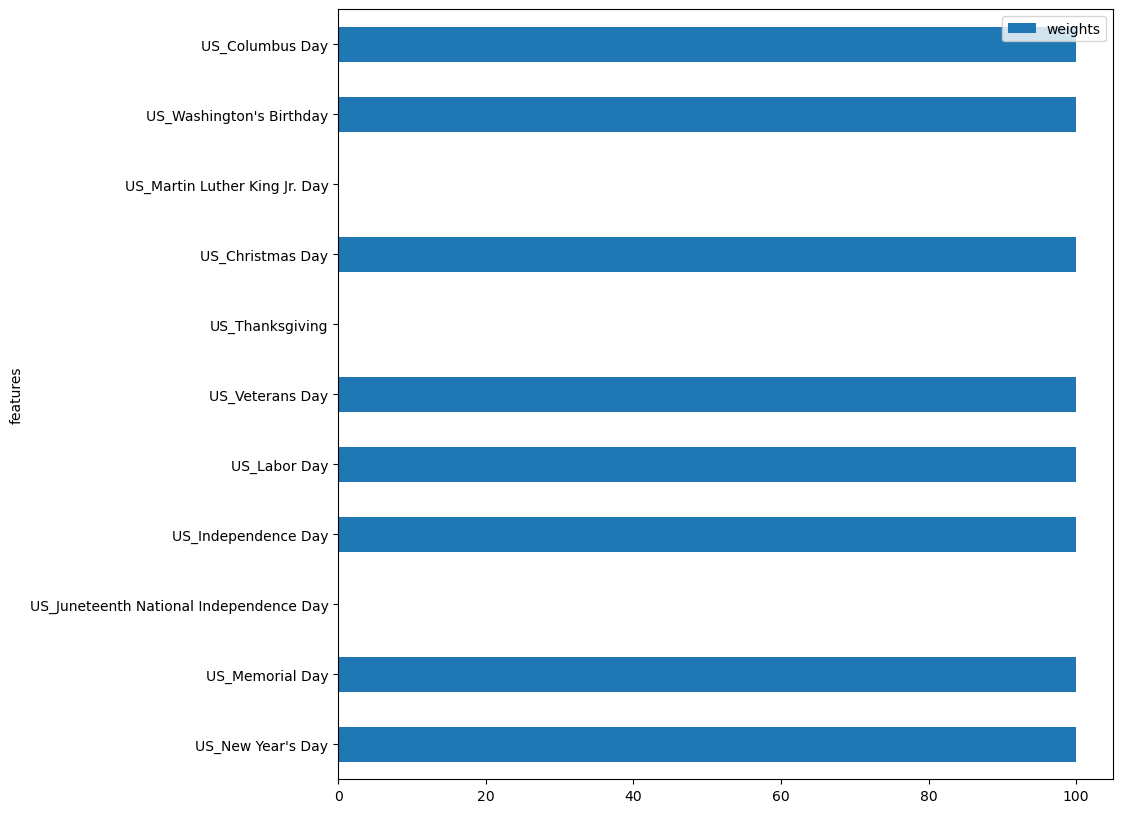 weights
US_Columbus Day
US_Washington's Birthday
US_Martin Luther King Jr. Day
US_Christmas Day
US_Thanksgiving
features
US_Veterans Day
US_Labor Day
US_Independence Day
US_Juneteenth National Independence Day
US_Memorial Day
US_New Year's Day
0 20 40 60 80 100